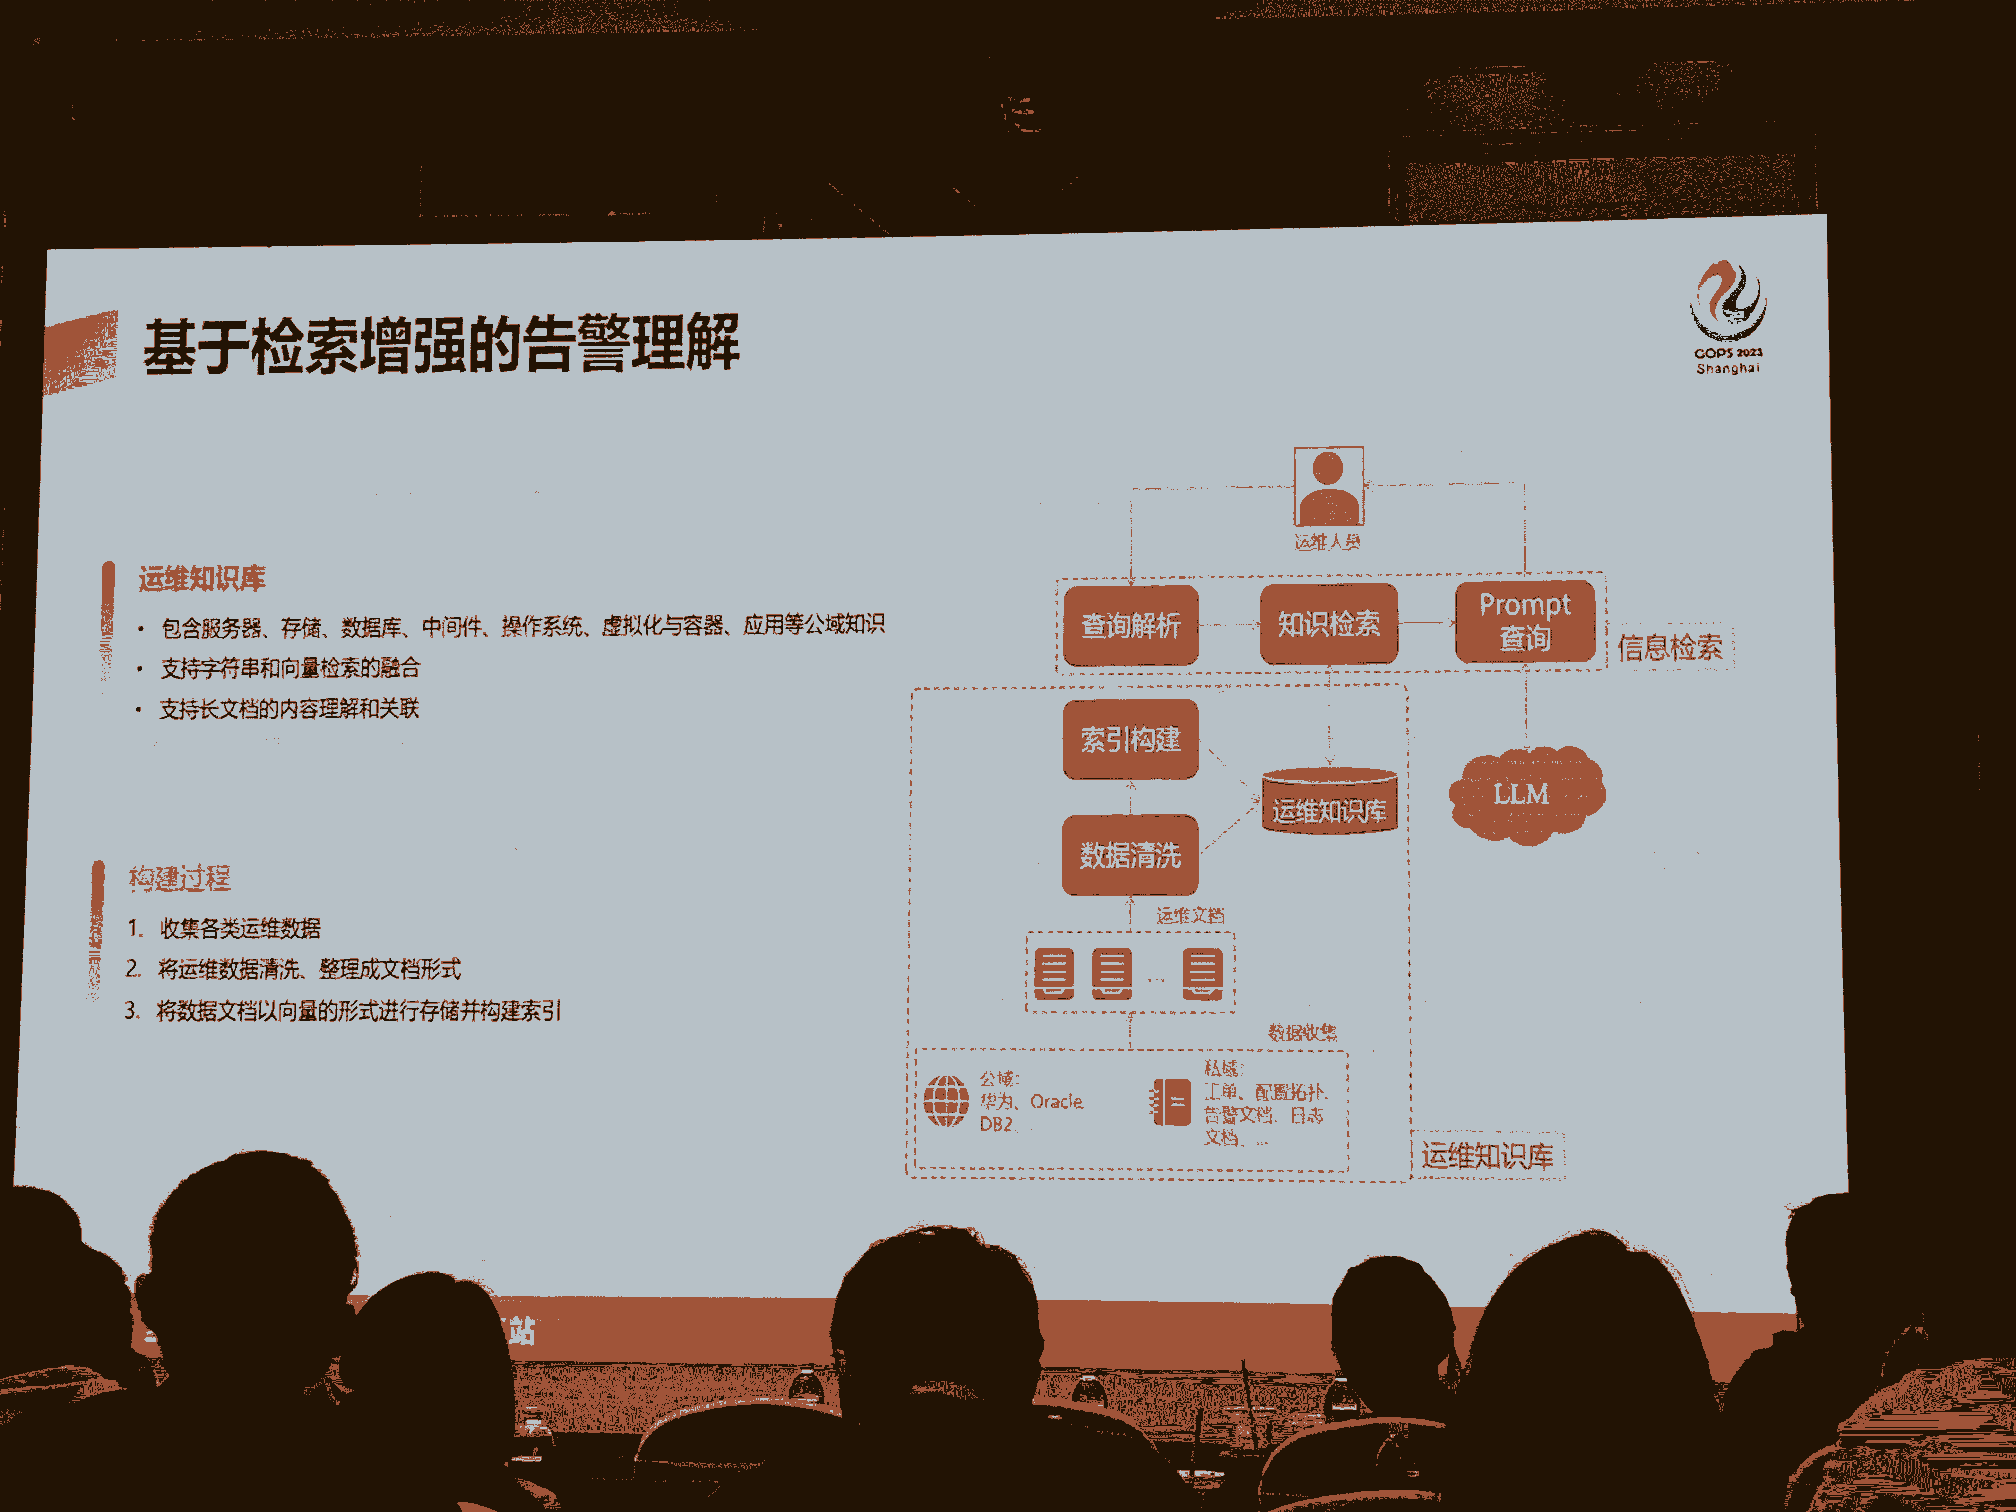 基于检索增强的告警理解
GOPS 2023
Shanghai
运维知识库
• 包含服务器、存储、数据库、中间件、操作系统、虚拟化与容器、应用等公域知识
• 支持字符串和向量检索的融合
• 支持长文档的内容理解和关联
构建过程
1. 收集各类运维数据
2. 将运维数据清洗、整理成文档形式
3. 将数据文档以向量的形式进行存储并构建索引
运维人员
查询解析
知识检索
Prompt
查询
信息检索
索引构建
运维知识库
LLM
数据清洗
运维文档
...
数据收集
公域：
华为、Oracle
DB2...
私域：
工单、配置拓扑、
告警文档、日志
文档、...
运维知识库
站